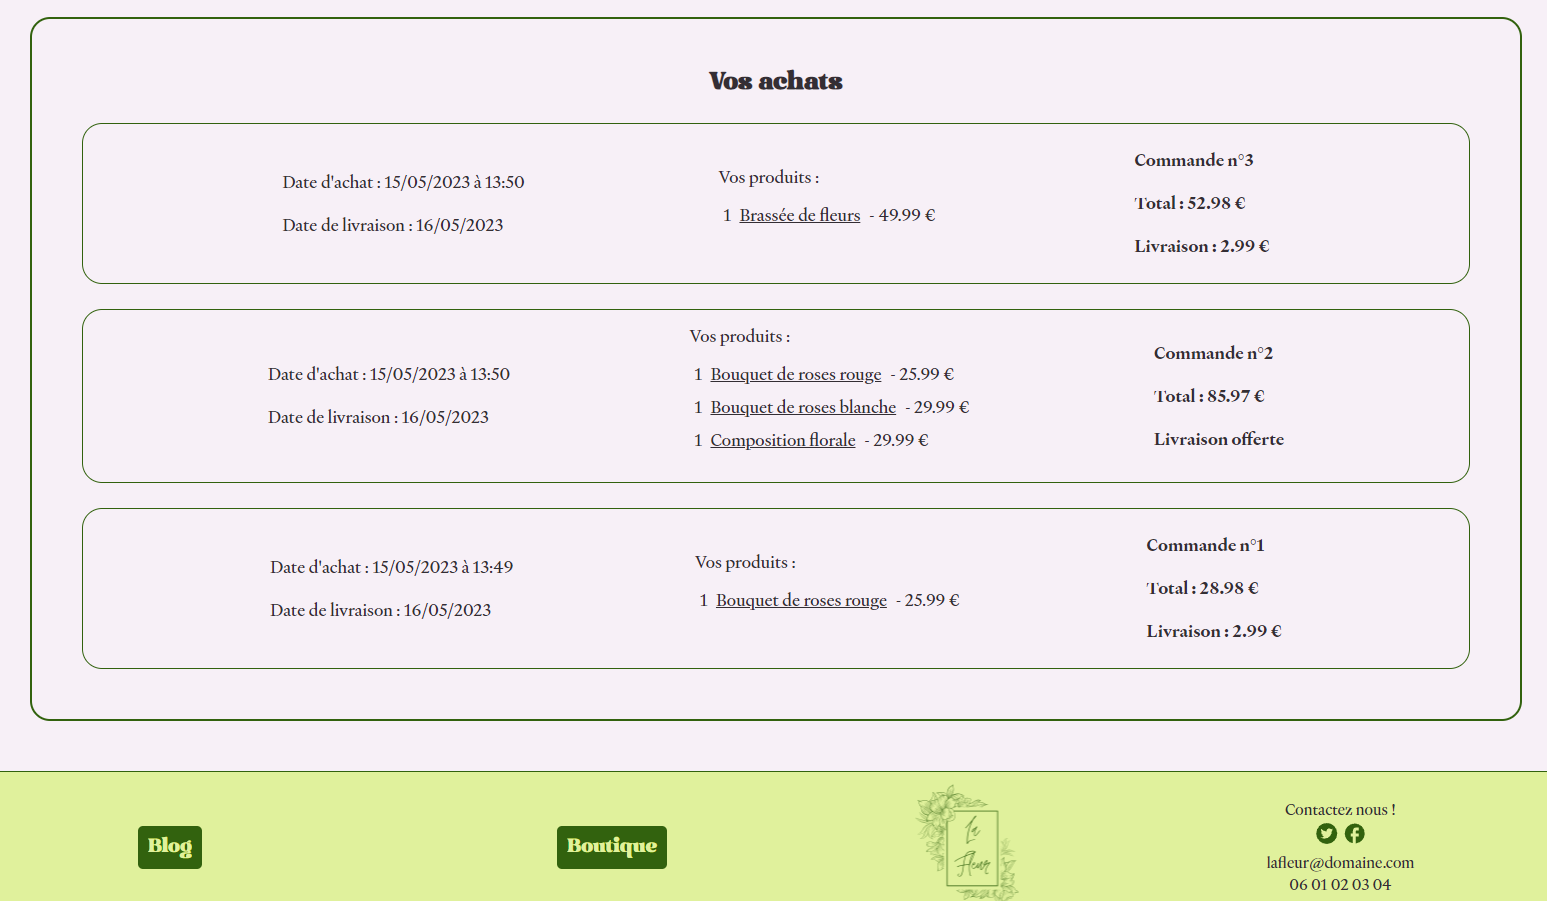 Vos achats
Date d'achat : 15/05/2023 à 13:50
Date de livraison : 16/05/2023
Vos produits :
1 Brassée de fleurs - 49.99 €
Commande n°3
Total : 52.98 €
Livraison : 2.99 €
Date d'achat : 15/05/2023 à 13:50
Date de livraison : 16/05/2023
Vos produits :
1 Bouquet de roses rouge - 25.99 €
1 Bouquet de roses blanche - 29.99 €
1 Composition florale - 29.99 €
Commande n°2
Total : 85.97 €
Livraison offerte
Date d'achat : 15/05/2023 à 13:49
Date de livraison : 16/05/2023
Vos produits :
1 Bouquet de roses rouge - 25.99 €
Commande n°1
Total : 28.98 €
Livraison : 2.99 €
Blog
Boutique
La
Fleur
Contactez nous !
lafleur@domaine.com
06 01 02 03 04